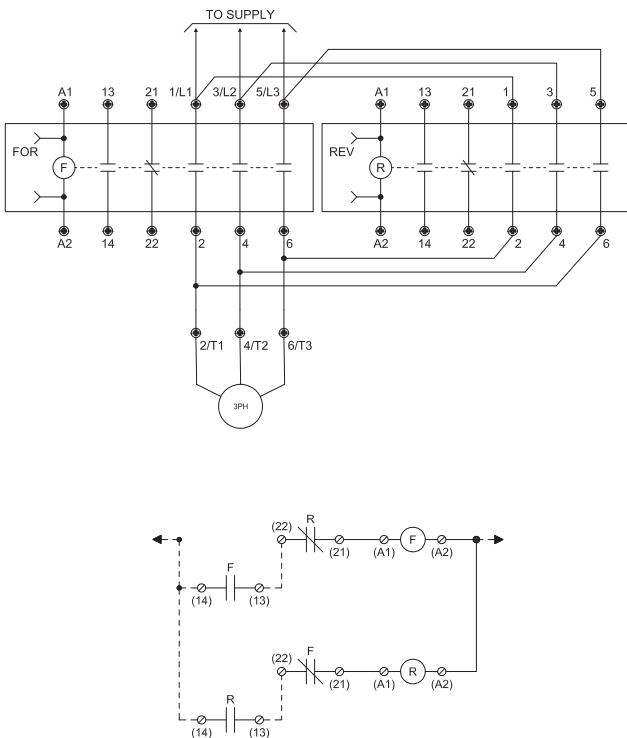 TO SUPPLY
A1 13 21 1/L1 3/L2 5/L3 A1 13 21 1 3 5
FOR REV
F R
A2 14 22 2 4 6 A2 14 22 2 4 6
2/T1 4/T2 6/T3
3PH
(22) R
F
(21) (A1) (A2)
F
(14) (13)
(22) F
R
(21) (A1) (A2)
R
(14) (13)